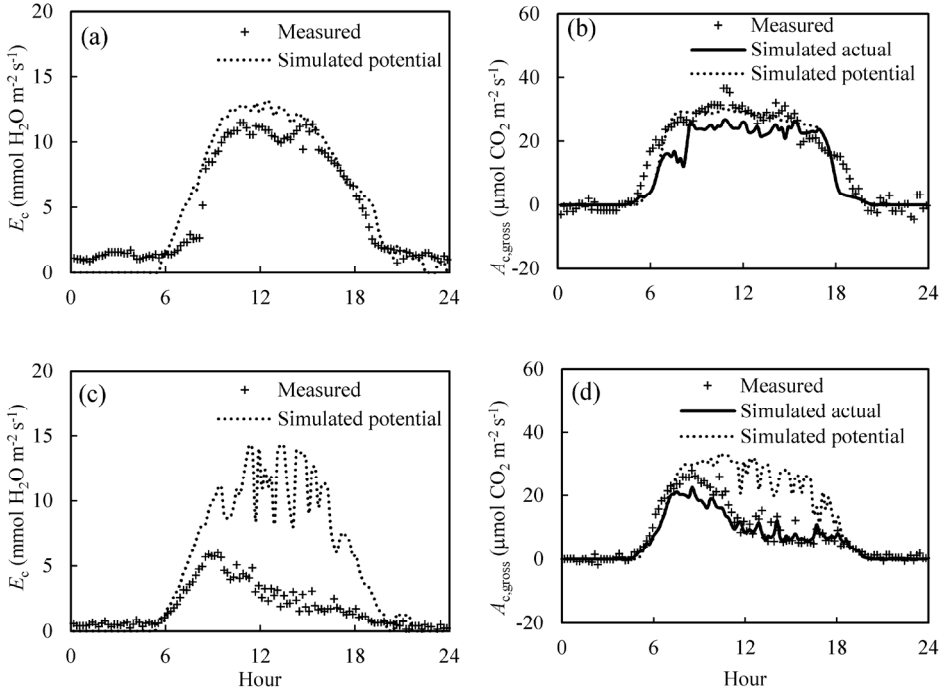 (a)
Measured
Simulated potential
E_c (mmol H₂O m⁻² s⁻¹)
20
15
10
5
0
0 6 12 18 24
(b)
Measured
Simulated actual
Simulated potential
A_c,gross (μmol CO₂ m⁻² s⁻¹)
60
40
20
0
-20
0 6 12 18 24
(c)
Measured
Simulated potential
E_c (mmol H₂O m⁻² s⁻¹)
20
15
10
5
0
0 6 12 18 24
Hour
(d)
Measured
Simulated actual
Simulated potential
A_c,gross (μmol CO₂ m⁻² s⁻¹)
60
40
20
0
-20
0 6 12 18 24
Hour